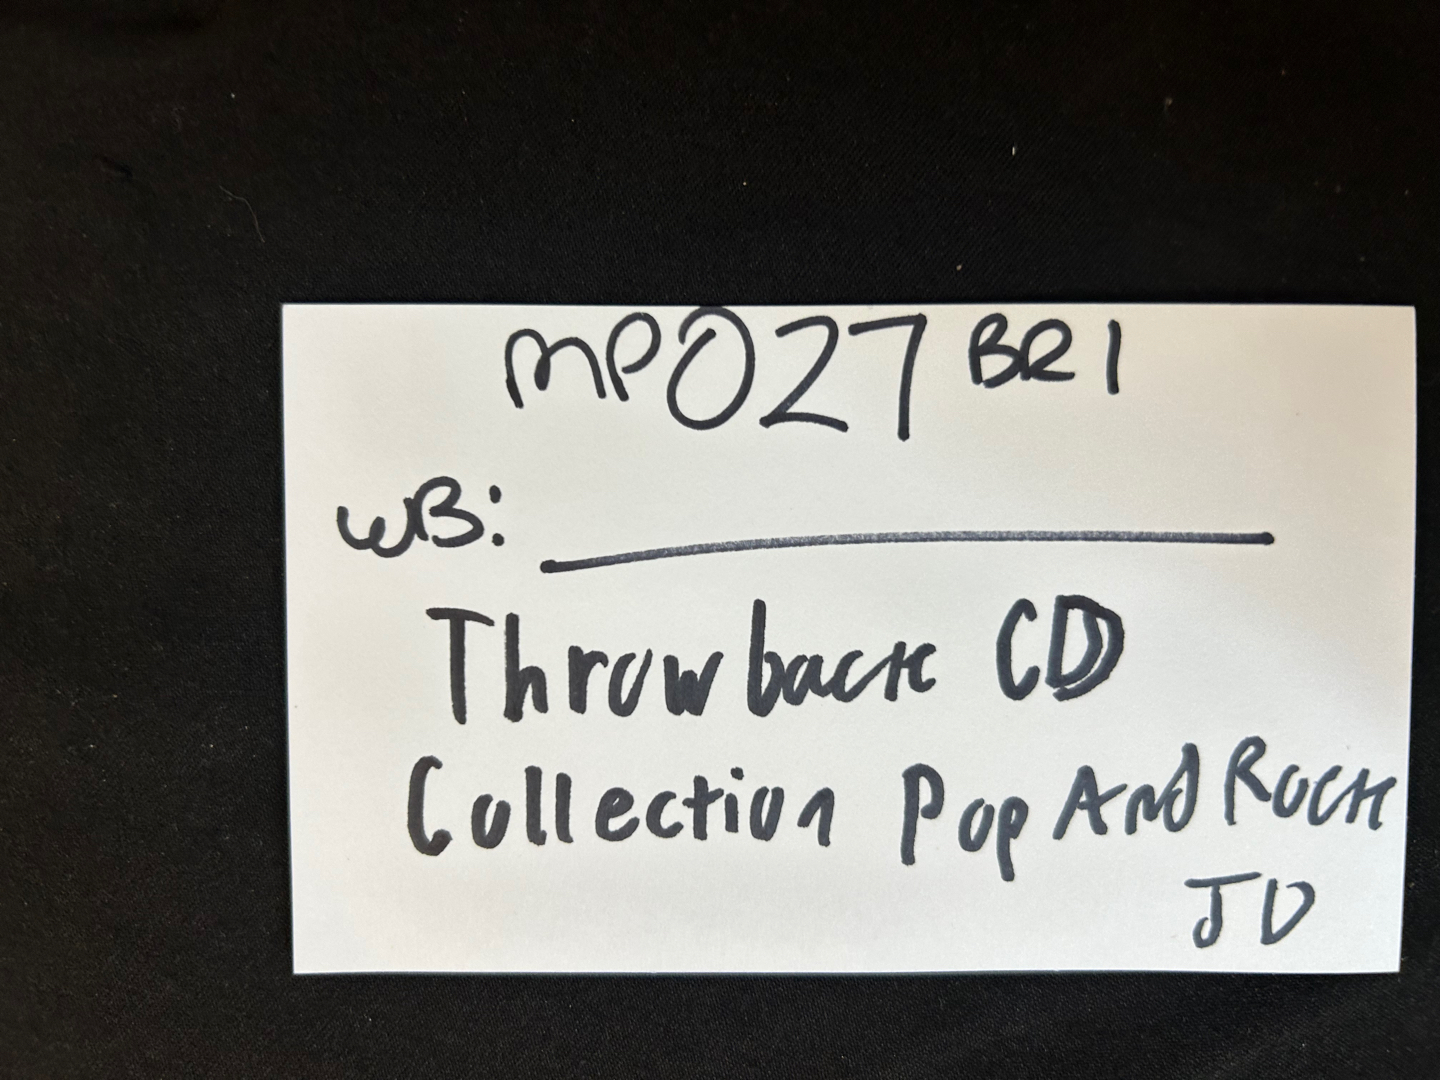 MP027 BR1
WB:
Throwback CD
Collection Pop And Rock
JD